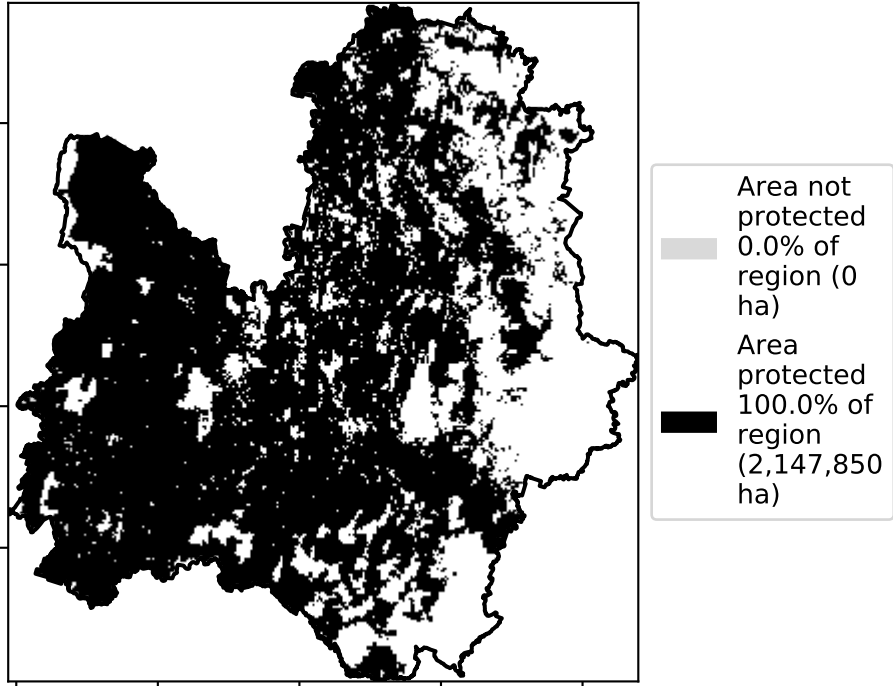 Area not
protected
0.0% of
region (0
ha)
Area
protected
100.0% of
region
(2,147,850
ha)